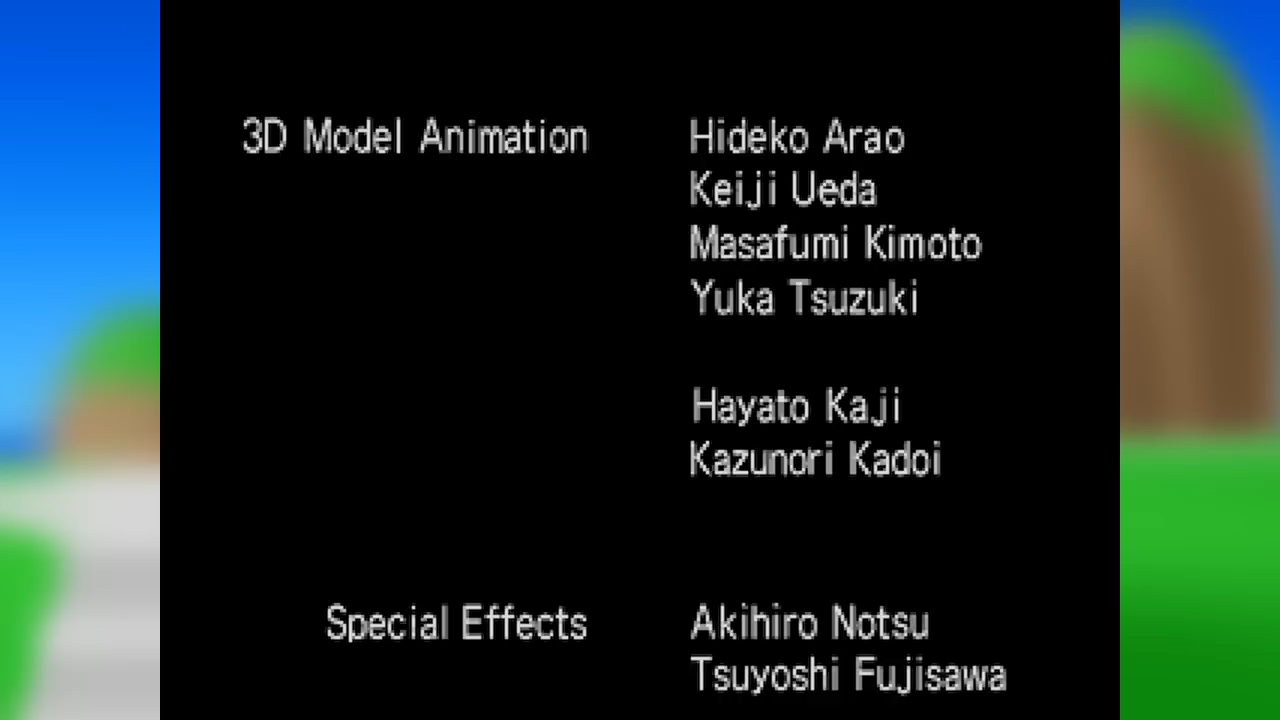 3D Model Animation Hideko Arao
Keiji Ueda
Masafumi Kimoto
Yuka Tsuzuki
Hayato Kaji
Kazunori Kadoi
Special Effects Akihiro Notsu
Tsuyoshi Fujisawa